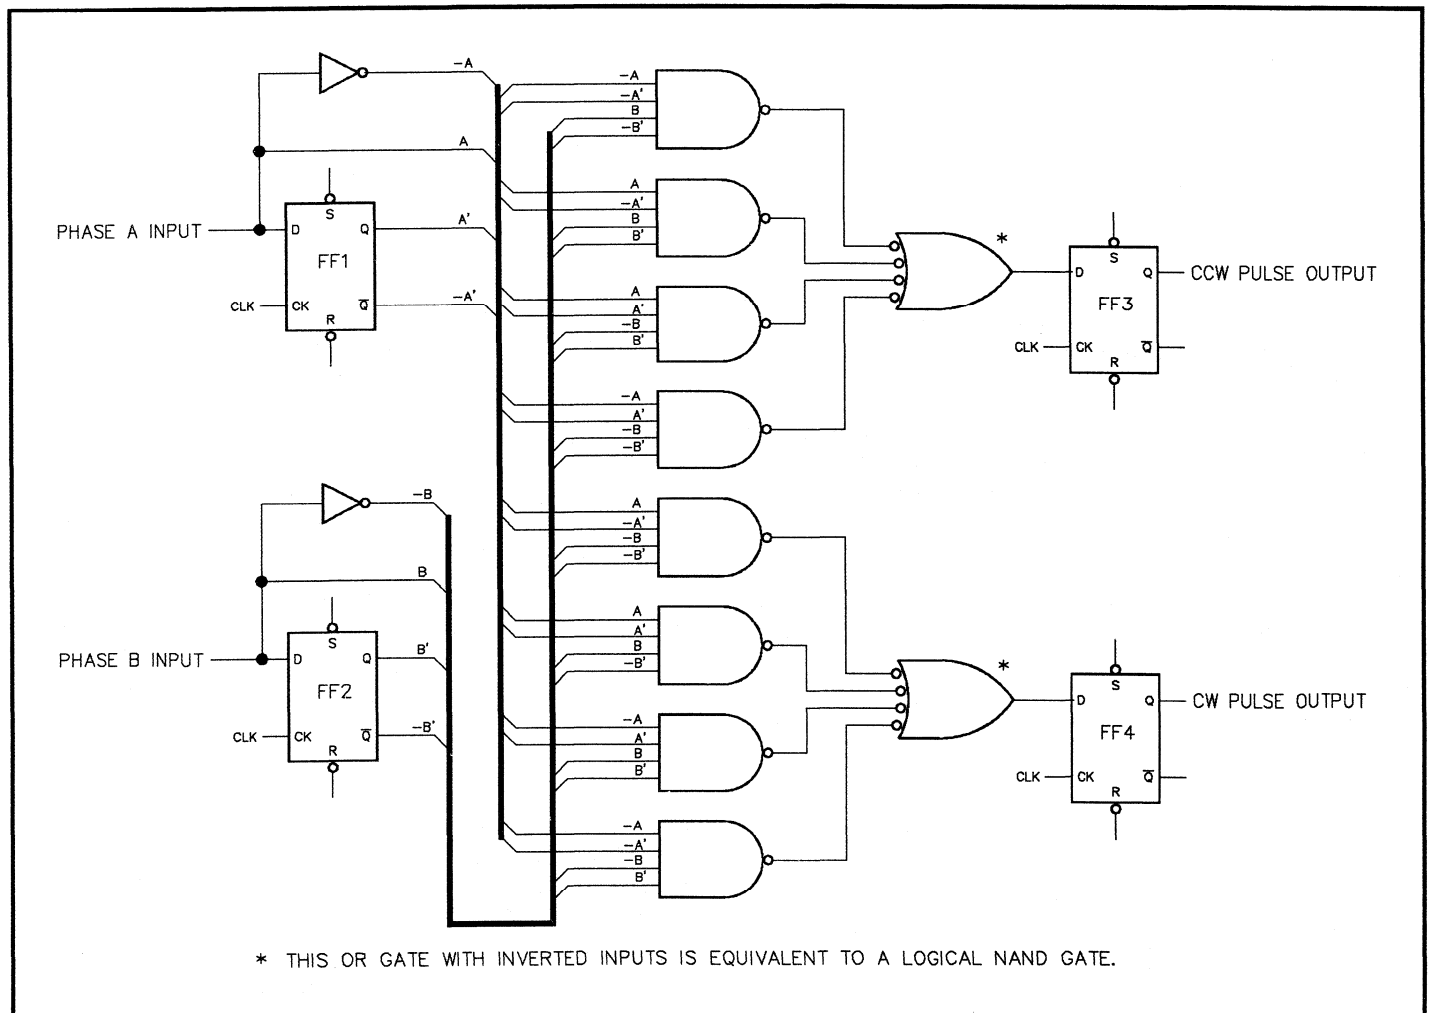 -A
A
PHASE A INPUT
D
S
Q
A'
FF1
CLK
CK
R
Q
-A'
-B
B
PHASE B INPUT
D
S
Q
B'
FF2
CLK
CK
R
Q
-B'
-A
-A'
B
-B'
A
-A'
B
B'
A
A'
-B
B'
-A
A'
-B
-B'
A
-A'
-B
-B'
A
A'
B
-B'
-A
A'
B
B'
-A
-A'
-B
B'
*
D
S
Q
CCW PULSE OUTPUT
FF3
CLK
CK
R
Q
*
D
S
Q
CW PULSE OUTPUT
FF4
CLK
CK
R
Q
* THIS OR GATE WITH INVERTED INPUTS IS EQUIVALENT TO A LOGICAL NAND GATE.